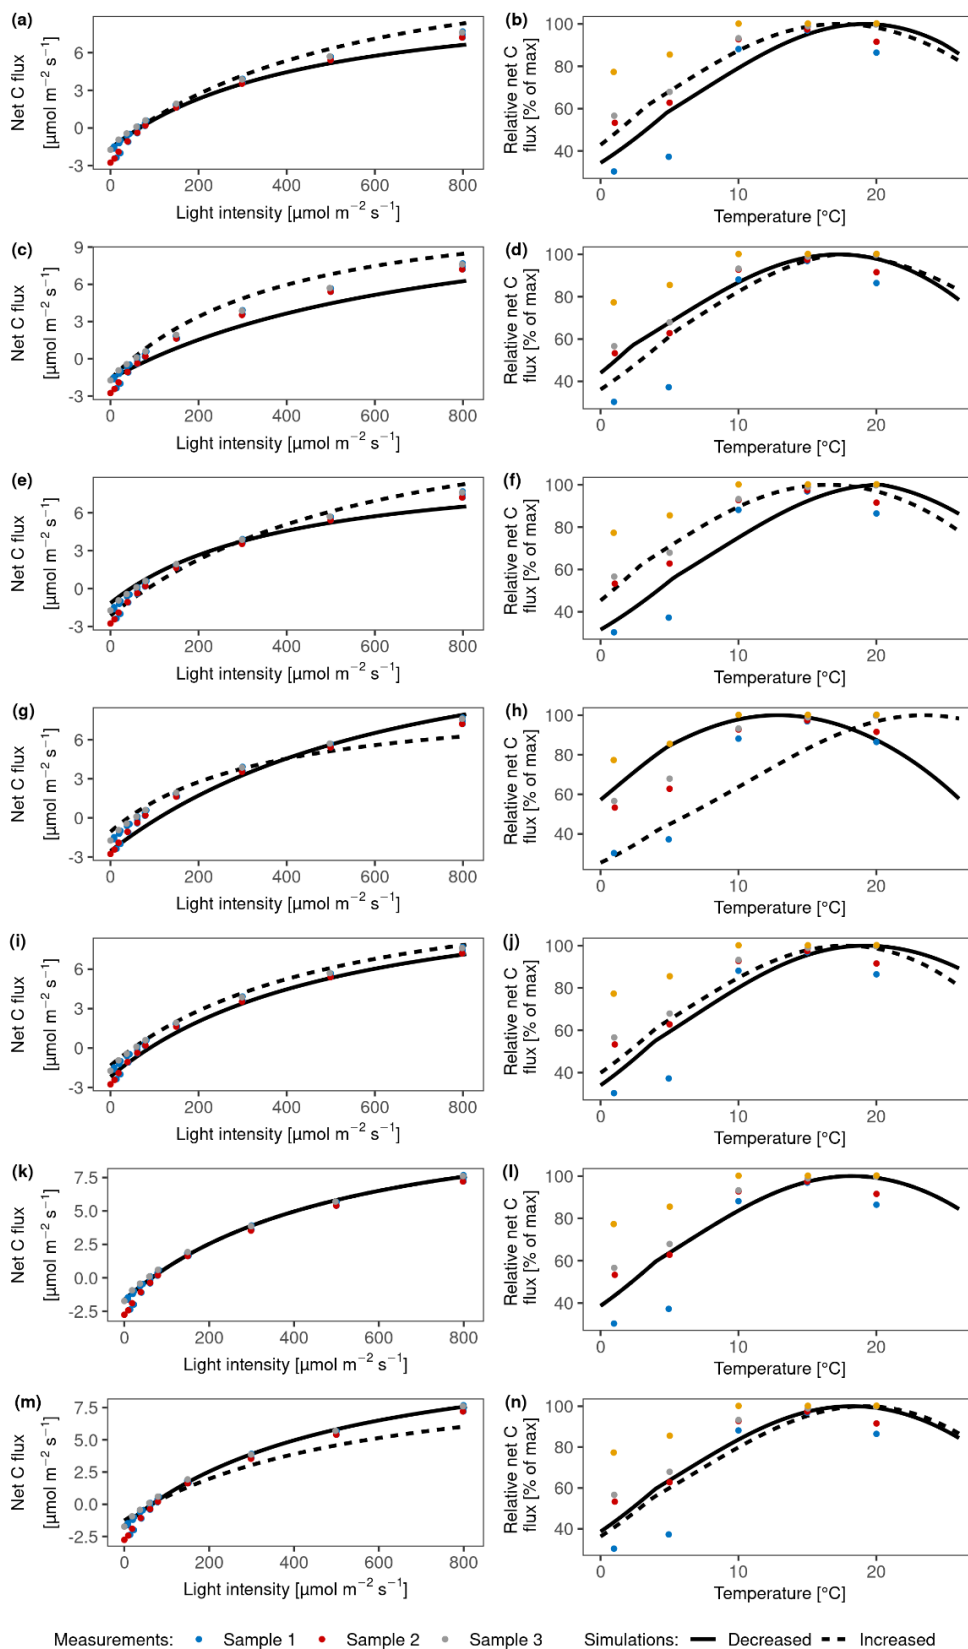 (a)
Net C flux
[μmol m−2 s−1]
6
3
0
-3
0 200 400 600 800
Light intensity [μmol m−2 s−1]
(b)
Relative net C
flux [% of max]
100
80
60
40
0 10 20
Temperature [°C]
(c)
Net C flux
[μmol m−2 s−1]
9
6
3
0
-3
0 200 400 600 800
Light intensity [μmol m−2 s−1]
(d)
Relative net C
flux [% of max]
100
80
60
40
0 10 20
Temperature [°C]
(e)
Net C flux
[μmol m−2 s−1]
6
3
0
-3
0 200 400 600 800
Light intensity [μmol m−2 s−1]
(f)
Relative net C
flux [% of max]
100
80
60
40
0 10 20
Temperature [°C]
(g)
Net C flux
[μmol m−2 s−1]
6
3
0
-3
0 200 400 600 800
Light intensity [μmol m−2 s−1]
(h)
Relative net C
flux [% of max]
100
80
60
40
0 10 20
Temperature [°C]
(i)
Net C flux
[μmol m−2 s−1]
6
3
0
-3
0 200 400 600 800
Light intensity [μmol m−2 s−1]
(j)
Relative net C
flux [% of max]
100
80
60
40
0 10 20
Temperature [°C]
(k)
Net C flux
[μmol m−2 s−1]
7.5
5.0
2.5
0.0
-2.5
0 200 400 600 800
Light intensity [μmol m−2 s−1]
(l)
Relative net C
flux [% of max]
100
80
60
40
0 10 20
Temperature [°C]
(m)
Net C flux
[μmol m−2 s−1]
7.5
5.0
2.5
0.0
-2.5
0 200 400 600 800
Light intensity [μmol m−2 s−1]
(n)
Relative net C
flux [% of max]
100
80
60
40
0 10 20
Temperature [°C]
Measurements: Sample 1 Sample 2 Sample 3 Simulations: Decreased Increased